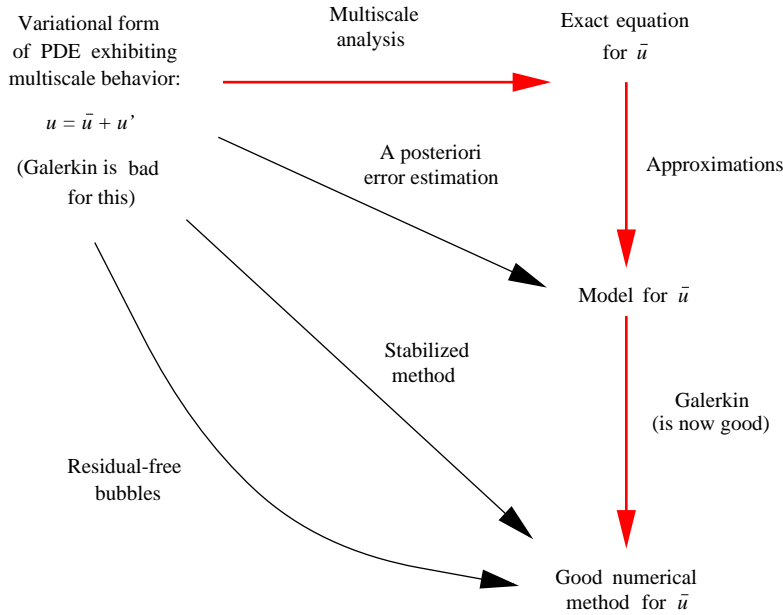 Variational form
of PDE exhibiting
multiscale behavior:
u = ū + u’
(Galerkin is bad
for this)
Multiscale
analysis
Exact equation
for ū
A posteriori
error estimation
Approximations
Model for ū
Stabilized
method
Galerkin
(is now good)
Residual-free
bubbles
Good numerical
method for ū